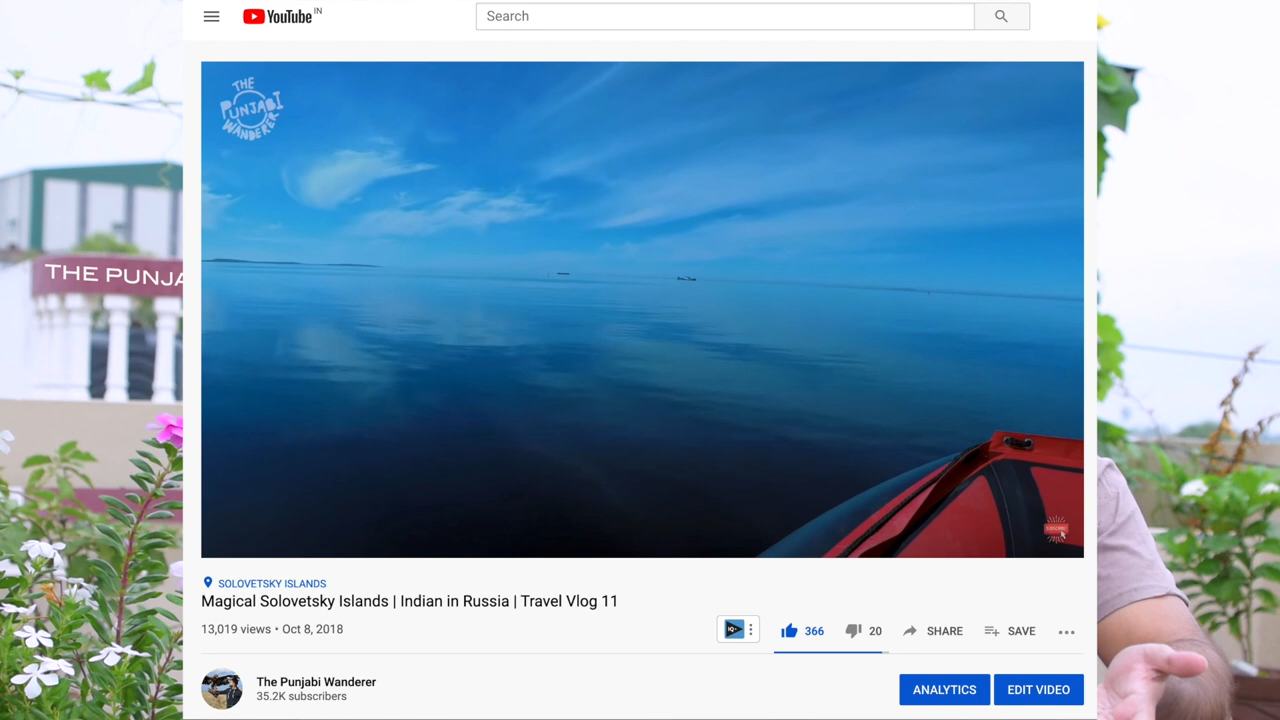 YouTube IN
Search
THE
PUNJABI
WANDERER
THE PUNJA
SUBSCRIBE
SOLOVETSKY ISLANDS
Magical Solovetsky Islands | Indian in Russia | Travel Vlog 11
13,019 views • Oct 8, 2018
iQ
366
20
SHARE
SAVE
The Punjabi Wanderer
35.2K subscribers
ANALYTICS
EDIT VIDEO